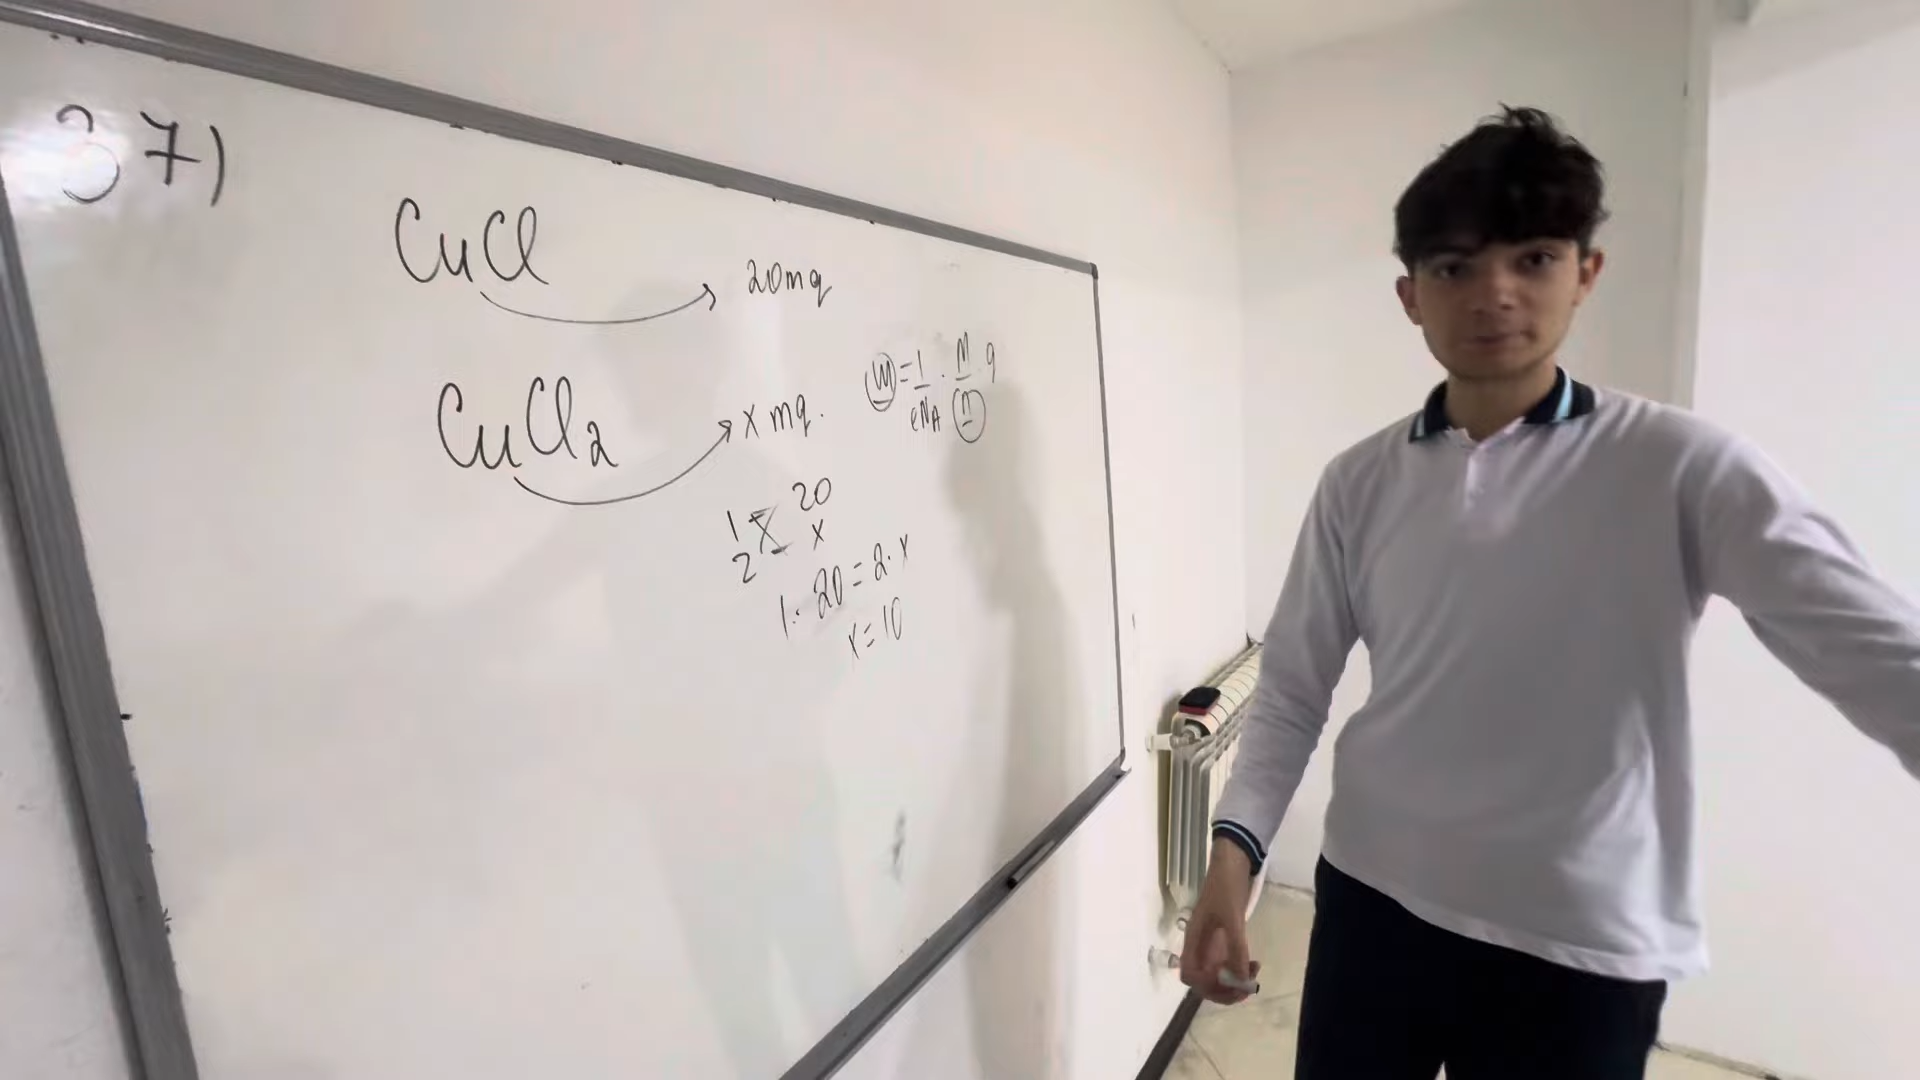 37)
CuCl
20mq
CuCl2
x mq.
m = 1/eNA · M/n q
1 20
2 x
1 · 20 = 2 · x
x = 10